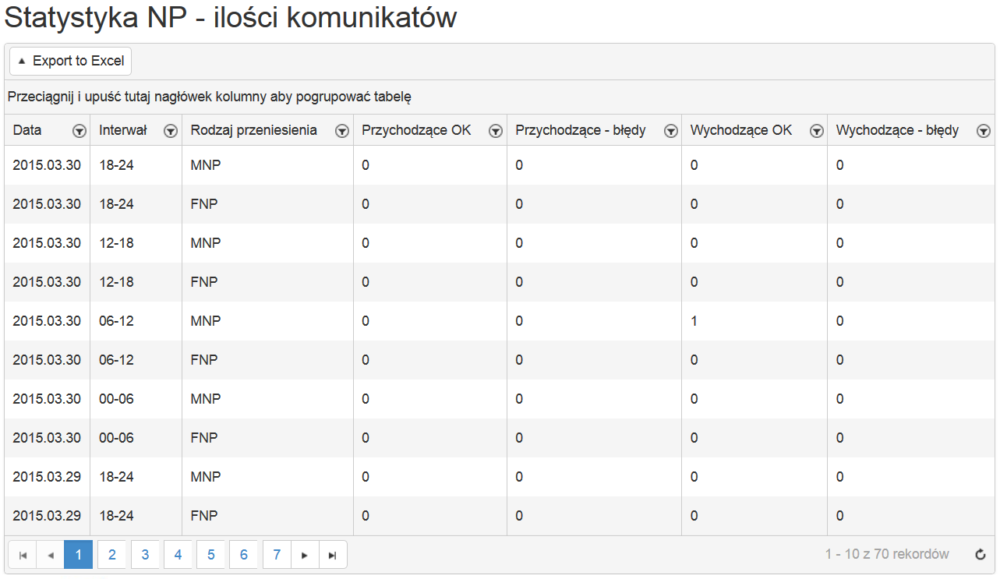 Statystyka NP - ilości komunikatów
Export to Excel
Przeciągnij i upuść tutaj nagłówek kolumny aby pogrupować tabelę
Data Interwał Rodzaj przeniesienia Przychodzące OK Przychodzące - błędy Wychodzące OK Wychodzące - błędy
2015.03.30 18-24 MNP 0 0 0 0
2015.03.30 18-24 FNP 0 0 0 0
2015.03.30 12-18 MNP 0 0 0 0
2015.03.30 12-18 FNP 0 0 0 0
2015.03.30 06-12 MNP 0 0 1 0
2015.03.30 06-12 FNP 0 0 0 0
2015.03.30 00-06 MNP 0 0 0 0
2015.03.30 00-06 FNP 0 0 0 0
2015.03.29 18-24 MNP 0 0 0 0
2015.03.29 18-24 FNP 0 0 0 0
1 2 3 4 5 6 7 1 - 10 z 70 rekordów